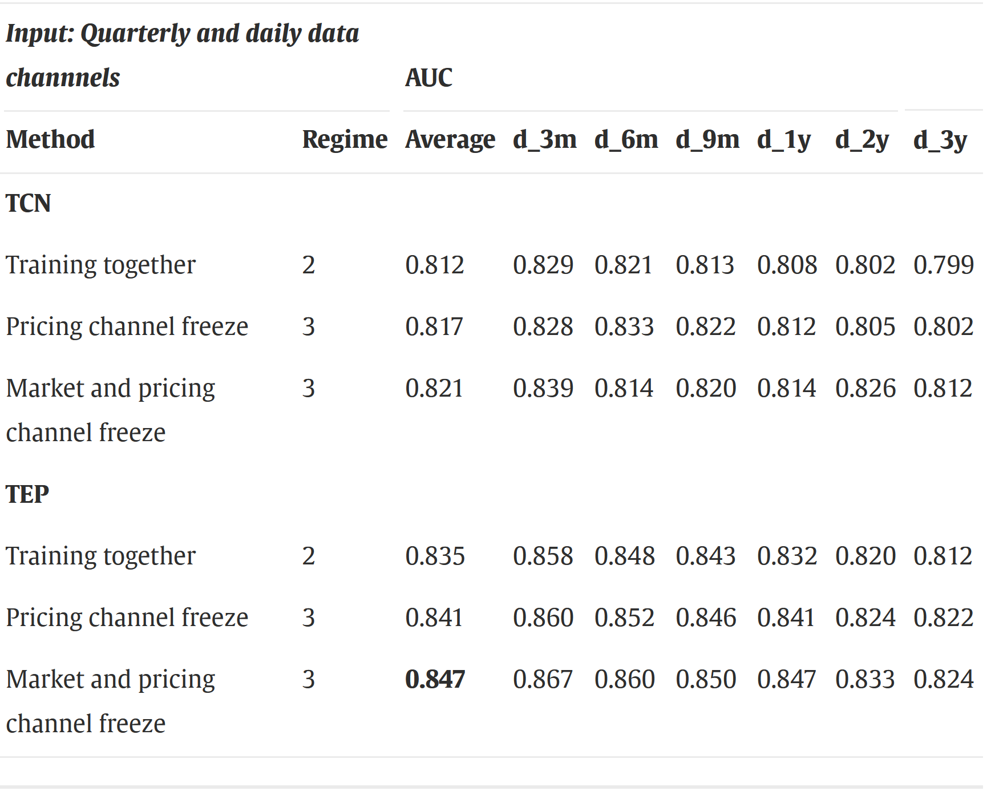 Input: Quarterly and daily data
channnels AUC
Method Regime Average d_3m d_6m d_9m d_1y d_2y d_3y
TCN
Training together 2 0.812 0.829 0.821 0.813 0.808 0.802 0.799
Pricing channel freeze 3 0.817 0.828 0.833 0.822 0.812 0.805 0.802
Market and pricing 3 0.821 0.839 0.814 0.820 0.814 0.826 0.812
channel freeze
TEP
Training together 2 0.835 0.858 0.848 0.843 0.832 0.820 0.812
Pricing channel freeze 3 0.841 0.860 0.852 0.846 0.841 0.824 0.822
Market and pricing 3 0.847 0.867 0.860 0.850 0.847 0.833 0.824
channel freeze